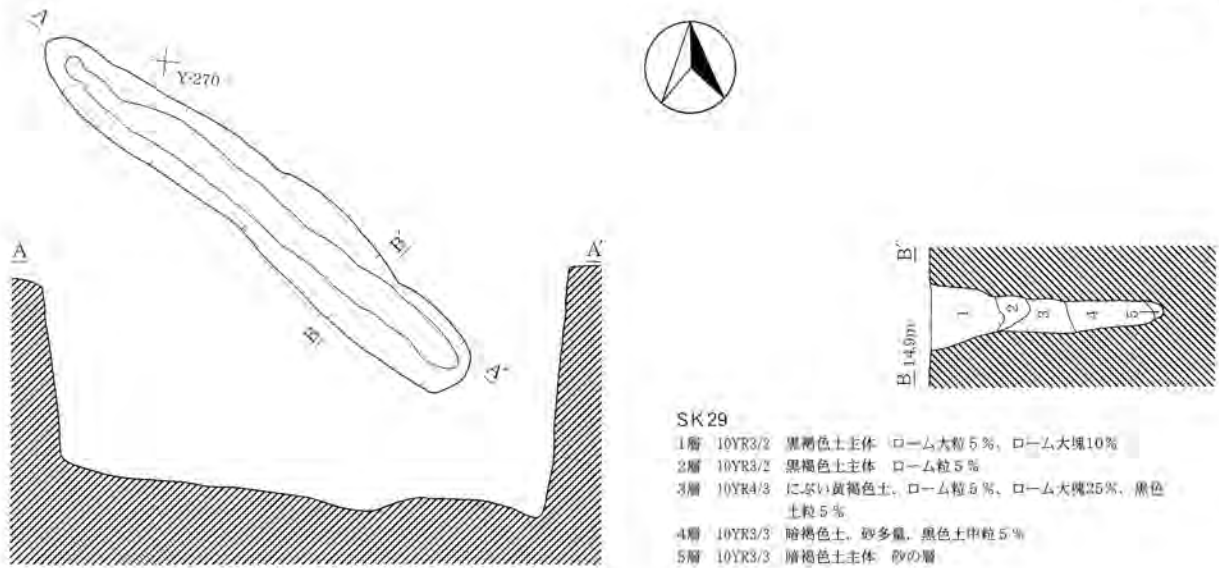 A
Y-270
A
A'
B'
B
A'
B'
B 14.9m
1
2
3
4
5
SK29
1層 10YR3/2 黒褐色土主体 ローム大粒5%、ローム大塊10%
2層 10YR3/2 黒褐色土主体 ローム粒5%
3層 10YR4/3 にぶい黄褐色土、ローム粒5%、ローム大塊25%、黒色
土粒5%
4層 10YR3/3 暗褐色土、砂多量、黒色土中粒5%
5層 10YR3/3 暗褐色土主体 砂の層